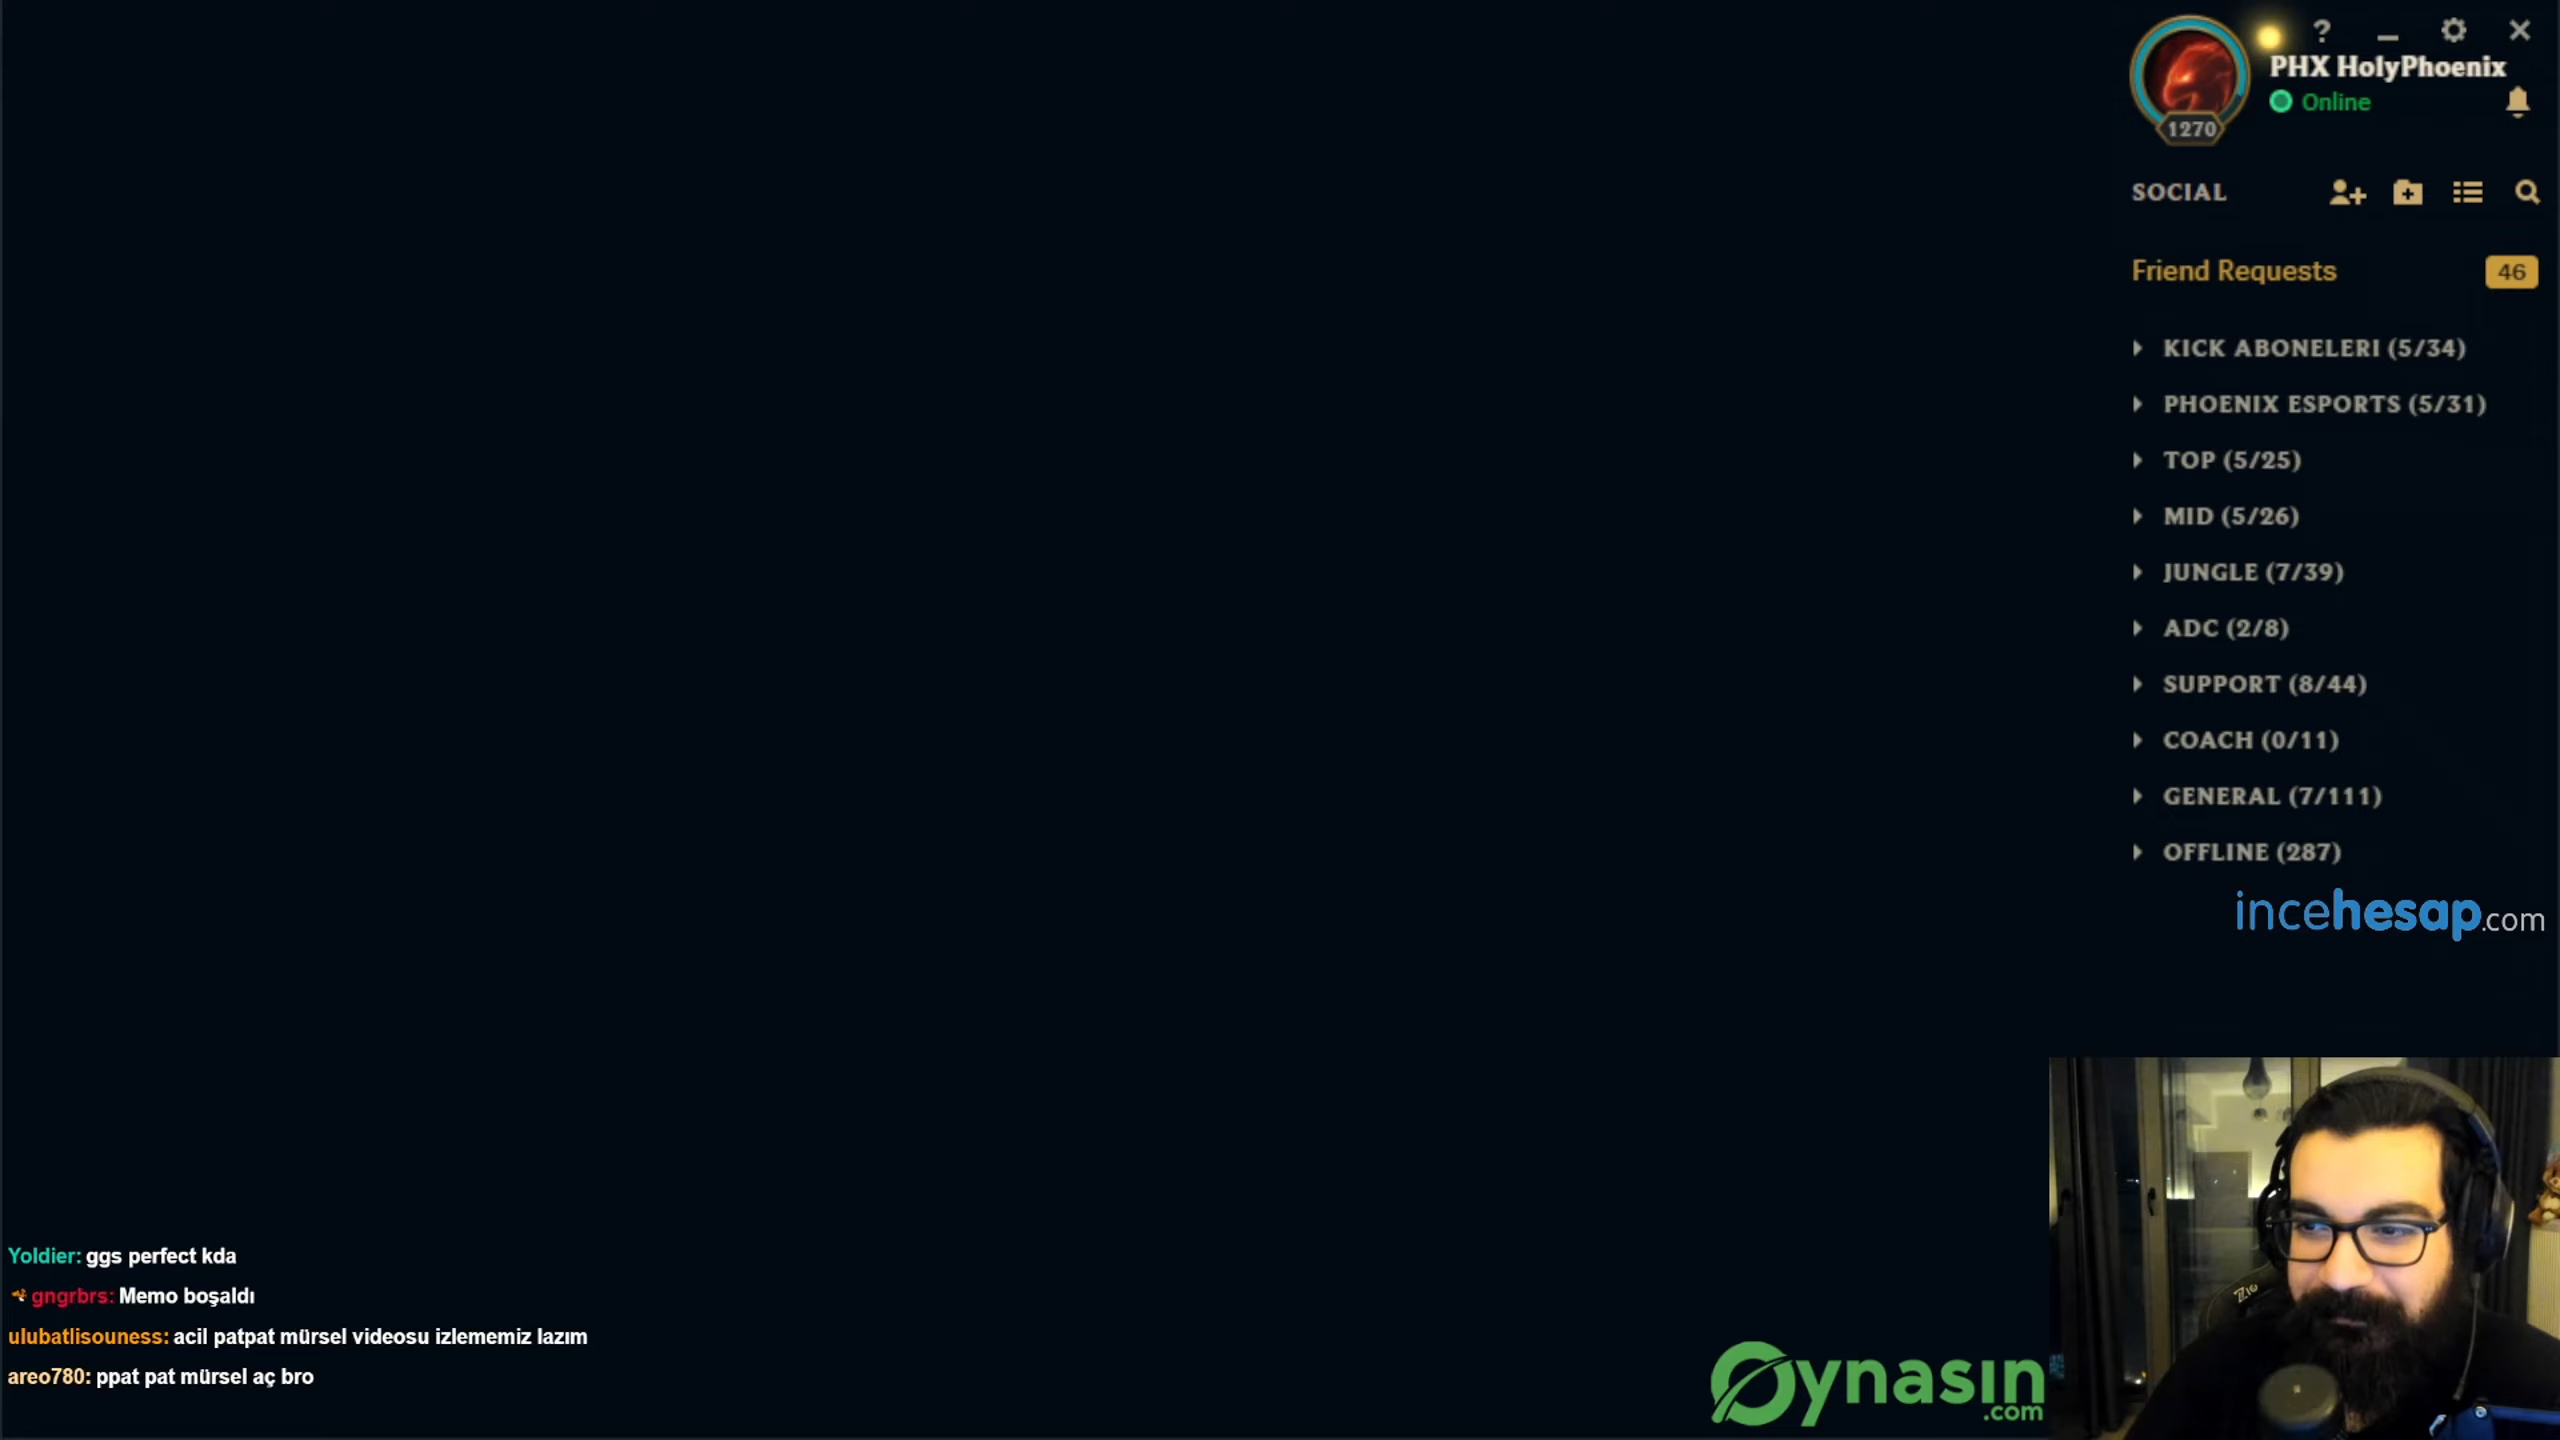 PHX HolyPhoenix
Online
1270
SOCIAL
Friend Requests
46
KICK ABONELERI (5/34)
PHOENIX ESPORTS (5/31)
TOP (5/25)
MID (5/26)
JUNGLE (7/39)
ADC (2/8)
SUPPORT (8/44)
COACH (0/11)
GENERAL (7/111)
OFFLINE (287)
incehesap.com
Yoldier: ggs perfect kda
gngrbrs: Memo boşaldı
ulubatlisouness: acil patpat mürsel videosu izlememiz lazım
areo780: ppat pat mürsel aç bro
Oynasın
.com